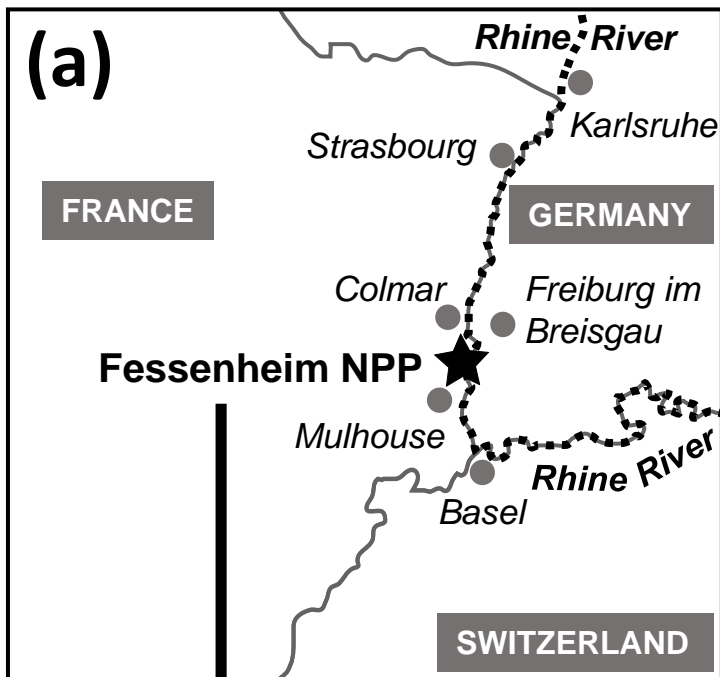 (a)
Rhine River
Karlsruhe
Strasbourg
FRANCE
GERMANY
Colmar
Freiburg im
Breisgau
Fessenheim NPP
Mulhouse
Rhine River
Basel
SWITZERLAND